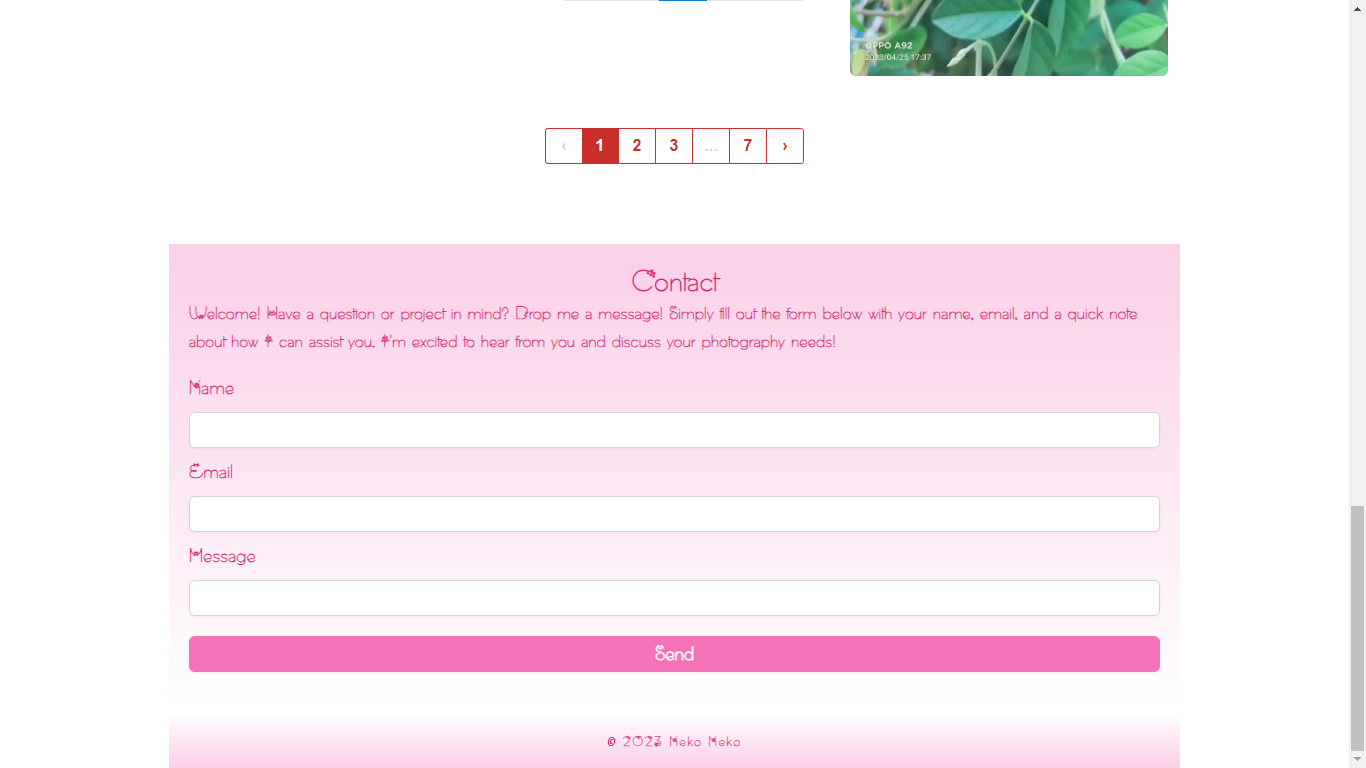 OPPO A92
2023/04/25 17:37
‹ 1 2 3 ... 7 ›
Contact
Welcome! Have a question or project in mind? Drop me a message! Simply fill out the form below with your name, email, and a quick note
about how I can assist you. I'm excited to hear from you and discuss your photography needs!
Name
Email
Message
Send
© 2023 Neko Neko